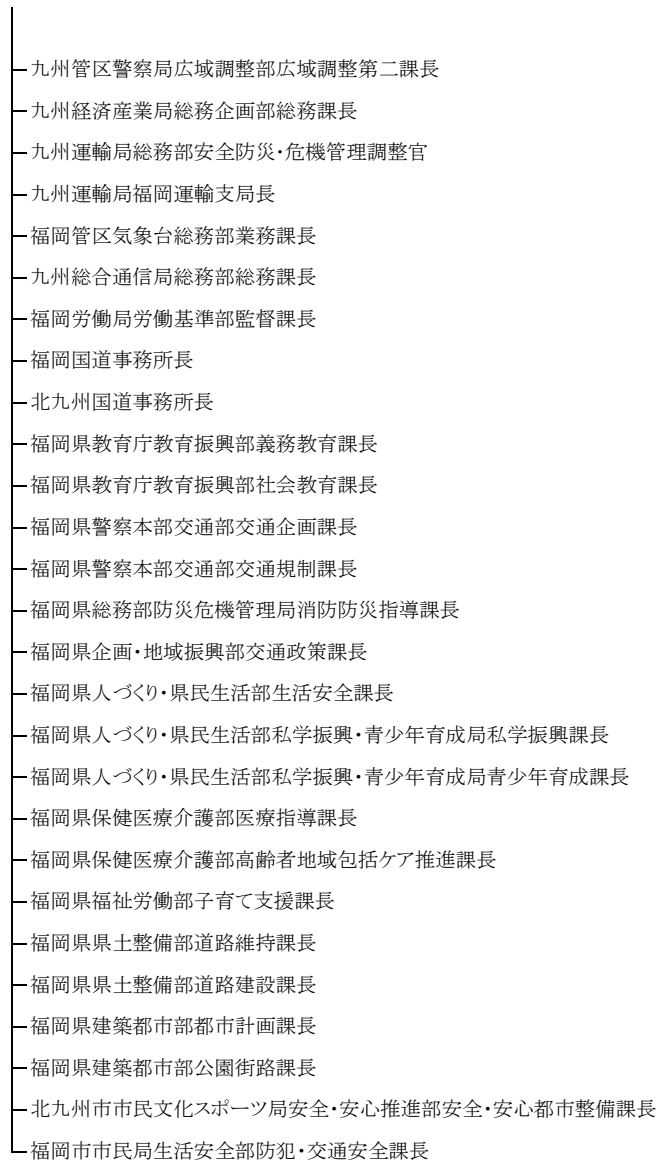 九州管区警察局広域調整部広域調整第二課長
九州経済産業局総務企画部総務課長
九州運輸局総務部安全防災・危機管理調整官
九州運輸局福岡運輸支局長
福岡管区気象台総務部業務課長
九州総合通信局総務部総務課長
福岡労働局労働基準部監督課長
福岡国道事務所長
北九州国道事務所長
福岡県教育庁教育振興部義務教育課長
福岡県教育庁教育振興部社会教育課長
福岡県警察本部交通部交通企画課長
福岡県警察本部交通部交通規制課長
福岡県総務部防災危機管理局消防防災指導課長
福岡県企画・地域振興部交通政策課長
福岡県人づくり・県民生活部生活安全課長
福岡県人づくり・県民生活部私学振興・青少年育成局私学振興課長
福岡県人づくり・県民生活部私学振興・青少年育成局青少年育成課長
福岡県保健医療介護部医療指導課長
福岡県保健医療介護部高齢者地域包括ケア推進課長
福岡県福祉労働部子育て支援課長
福岡県県土整備部道路維持課長
福岡県県土整備部道路建設課長
福岡県建築都市部都市計画課長
福岡県建築都市部公園街路課長
北九州市市民文化スポーツ局安全・安心推進部安全・安心都市整備課長
福岡市市民局生活安全部防犯・交通安全課長